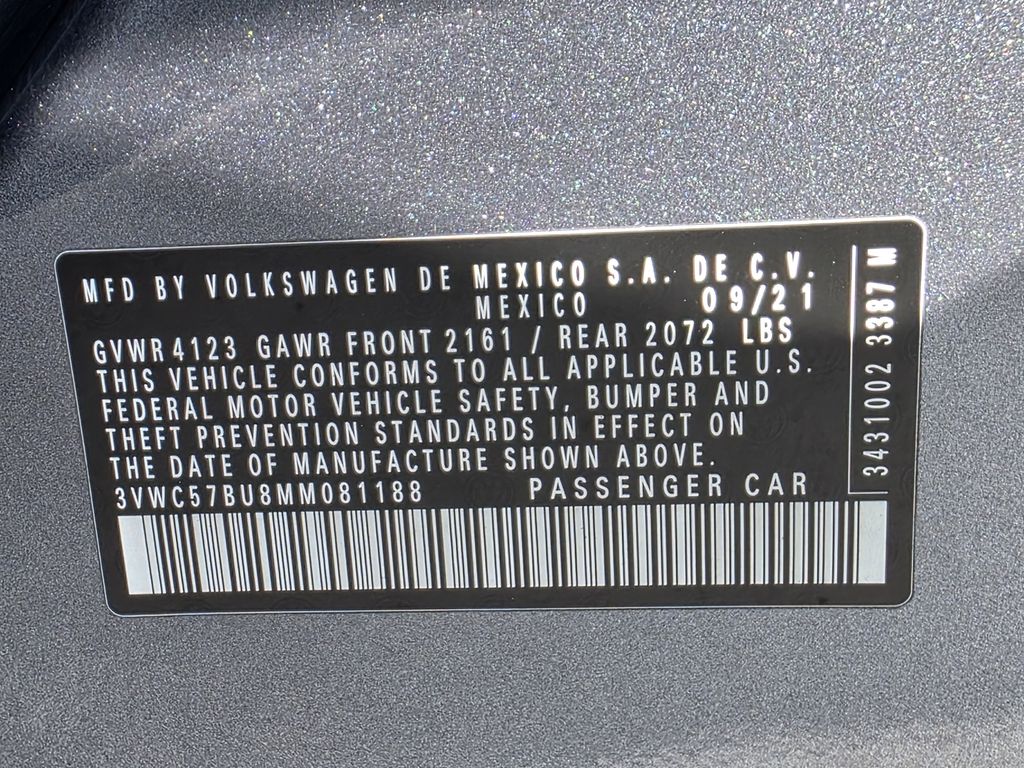 MFD BY VOLKSWAGEN DE MEXICO S.A. DE C.V.
MEXICO 09/21
GVWR 4123 GAWR FRONT 2161 / REAR 2072 LBS
THIS VEHICLE CONFORMS TO ALL APPLICABLE U.S.
FEDERAL MOTOR VEHICLE SAFETY, BUMPER AND
THEFT PREVENTION STANDARDS IN EFFECT ON
THE DATE OF MANUFACTURE SHOWN ABOVE.
3VWC57BU8MM081188 PASSENGER CAR
3431002 3387 M